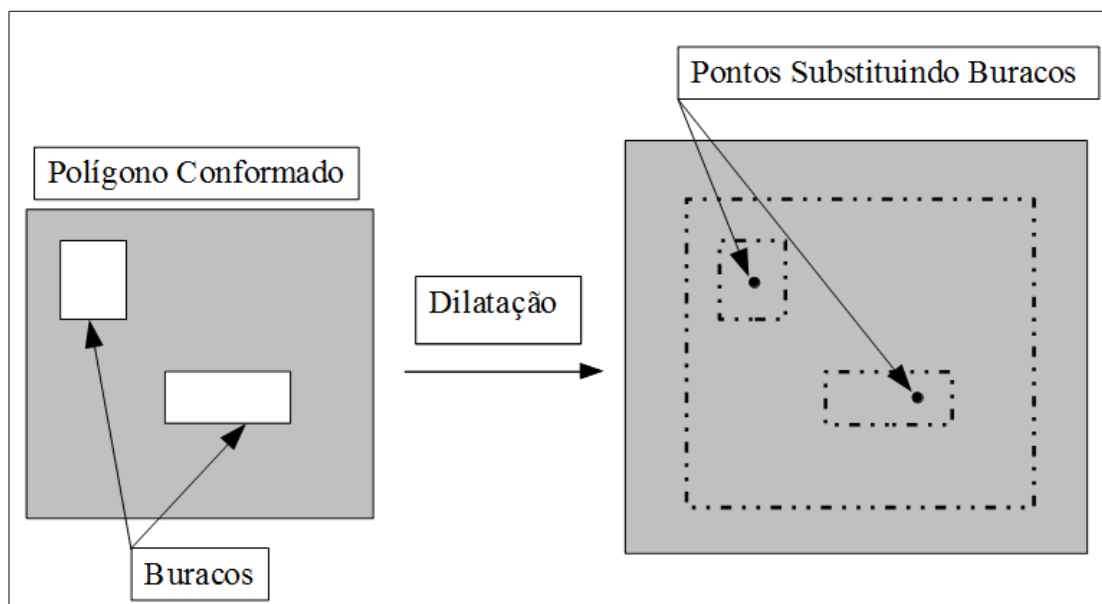 Pontos Substituindo Buracos
Polígono Conformado
Dilatação
Buracos